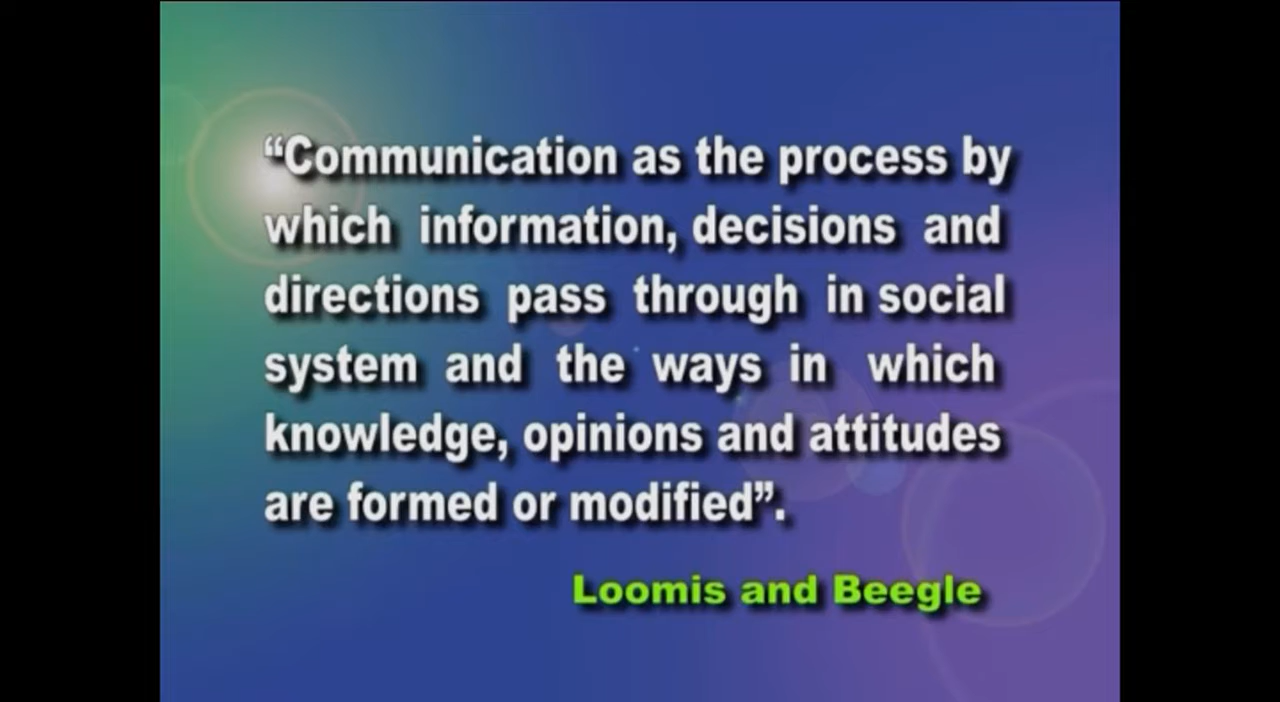 “Communication as the process by
which information, decisions and
directions pass through in social
system and the ways in which
knowledge, opinions and attitudes
are formed or modified”.
Loomis and Beegle